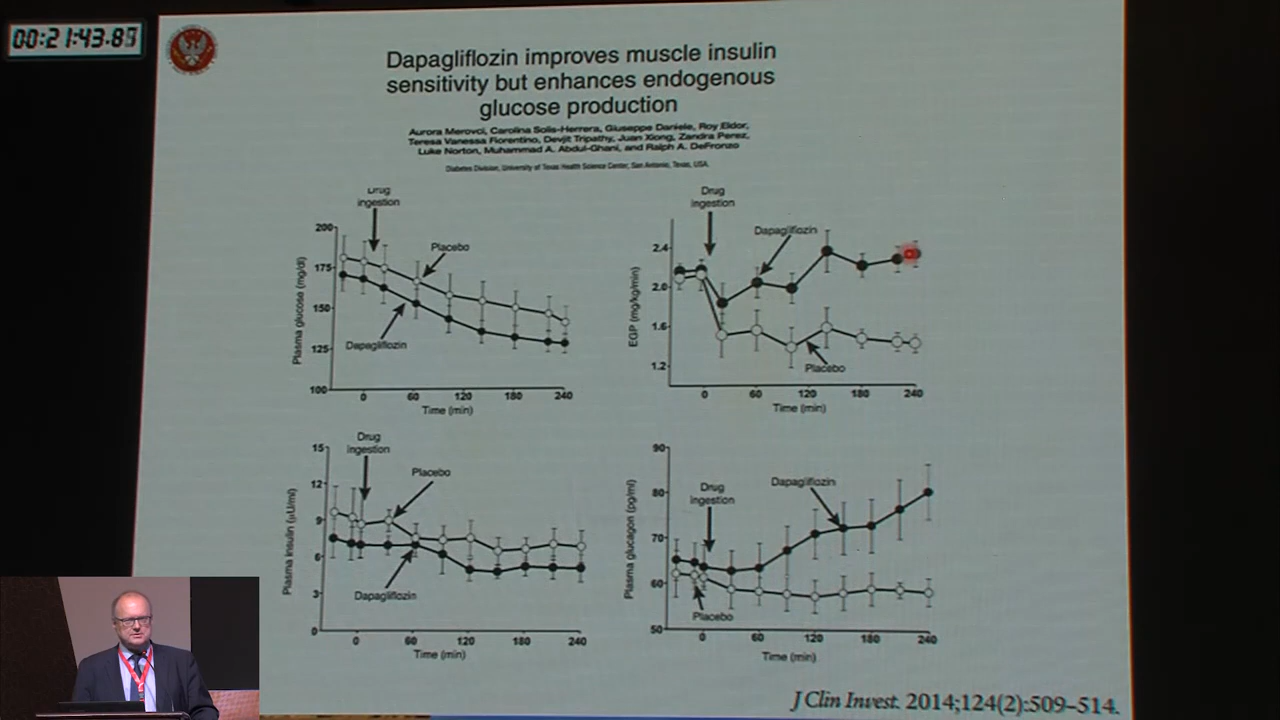 00:21:43.89
Dapagliflozin improves muscle insulin
sensitivity but enhances endogenous
glucose production
Aurora Merovci, Carolina Solis-Herrera, Giuseppe Daniele, Roy Eldor,
Teresa Vanessa Fiorentino, Devjit Tripathy, Juan Xiong, Zandra Perez,
Luke Norton, Muhammad A. Abdul-Ghani, and Ralph A. DeFronzo
Diabetes Division, University of Texas Health Science Center, San Antonio, Texas, USA.
Drug
ingestion
200
175
150
125
100
Plasma glucose (mg/dl)
Placebo
Dapagliflozin
0 60 120 180 240
Time (min)
Drug
ingestion
2.4
2.0
1.6
1.2
EGP (mg/kg/min)
Dapagliflozin
Placebo
0 60 120 180 240
Time (min)
Drug
ingestion
15
12
9
6
3
0
Plasma insulin (µU/ml)
Placebo
Dapagliflozin
0 60 120 180 240
Time (min)
90
80
70
60
50
Plasma glucagon (pg/ml)
Drug
ingestion
Dapagliflozin
Placebo
0 60 120 180 240
Time (min)
J Clin Invest. 2014;124(2):509–514.